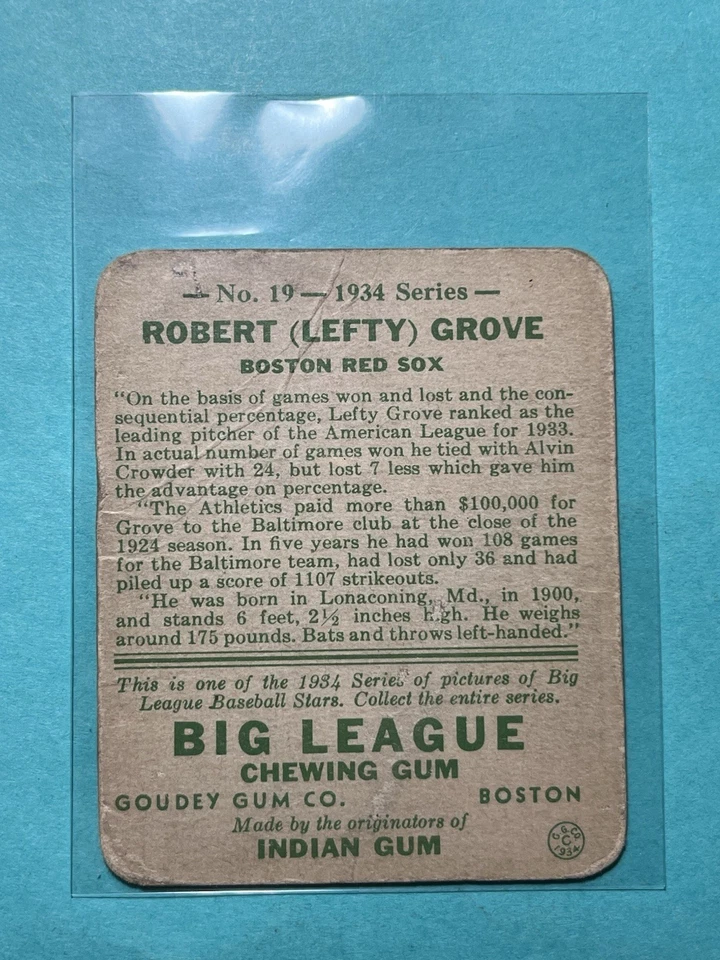 — No. 19 — 1934 Series —
ROBERT (LEFTY) GROVE
BOSTON RED SOX
"On the basis of games won and lost and the con-
sequential percentage, Lefty Grove ranked as the
leading pitcher of the American League for 1933.
In actual number of games won he tied with Alvin
Crowder with 24, but lost 7 less which gave him
the advantage on percentage.
"The Athletics paid more than $100,000 for
Grove to the Baltimore club at the close of the
1924 season. In five years he had won 108 games
for the Baltimore team, had lost only 36 and had
piled up a score of 1107 strikeouts.
"He was born in Lonaconing, Md., in 1900,
and stands 6 feet, 2½ inches high. He weighs
around 175 pounds. Bats and throws left-handed."
This is one of the 1934 Series of pictures of Big
League Baseball Stars. Collect the entire series.
BIG LEAGUE
CHEWING GUM
GOUDEY GUM CO. BOSTON
Made by the originators of
INDIAN GUM
G. G. CO.
C
1934